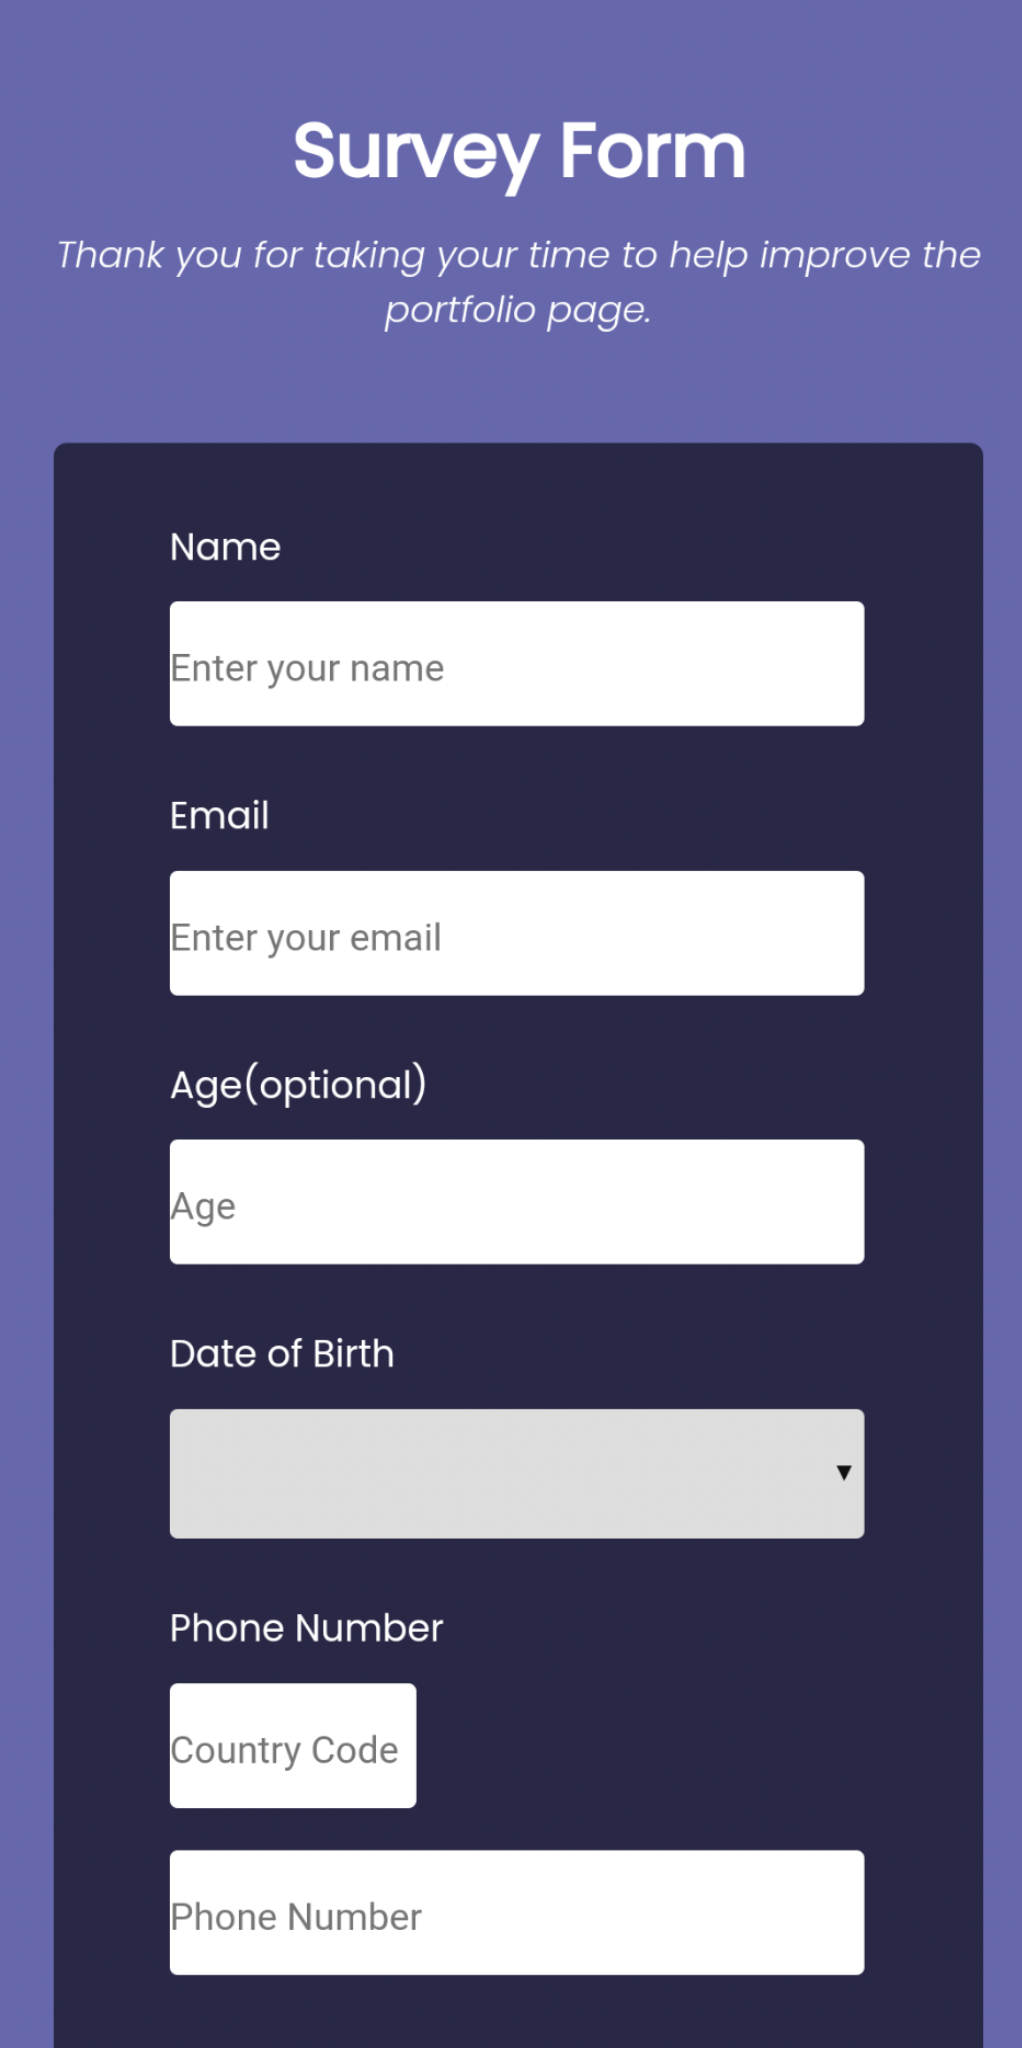 Survey Form
Thank you for taking your time to help improve the
portfolio page.
Name
Enter your name
Email
Enter your email
Age(optional)
Age
Date of Birth
Phone Number
Country Code
Phone Number